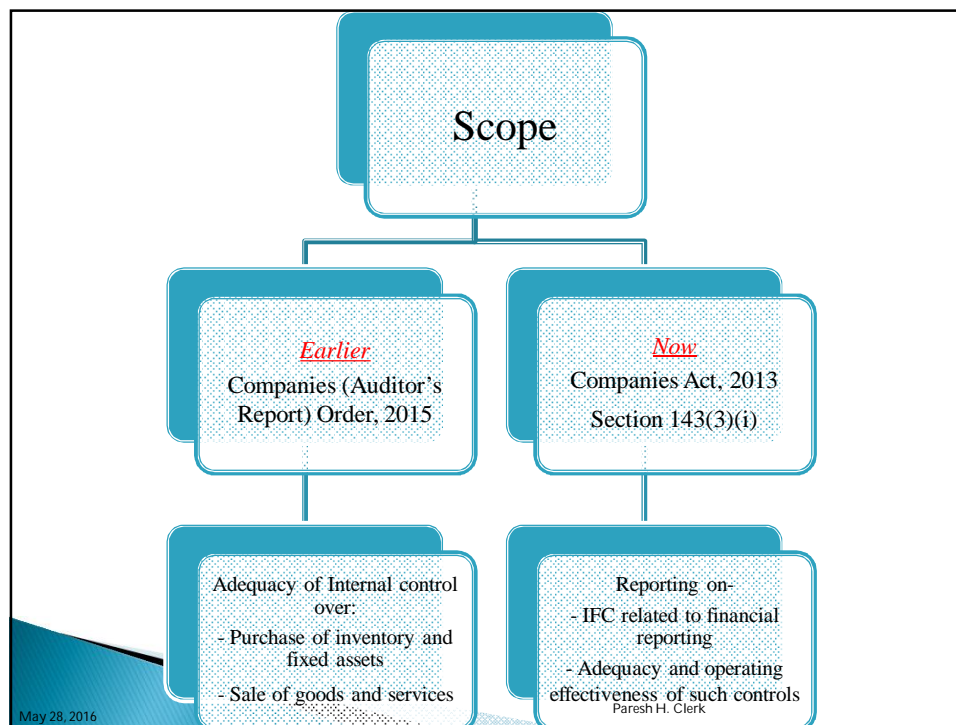 Scope
Earlier
Companies (Auditor's
Report) Order, 2015
Now
Companies Act, 2013
Section 143(3)(i)
Adequacy of Internal control
over:
- Purchase of inventory and
fixed assets
- Sale of goods and services
Reporting on-
- IFC related to financial
reporting
- Adequacy and operating
effectiveness of such controls
May 28, 2016
Paresh H. Clerk